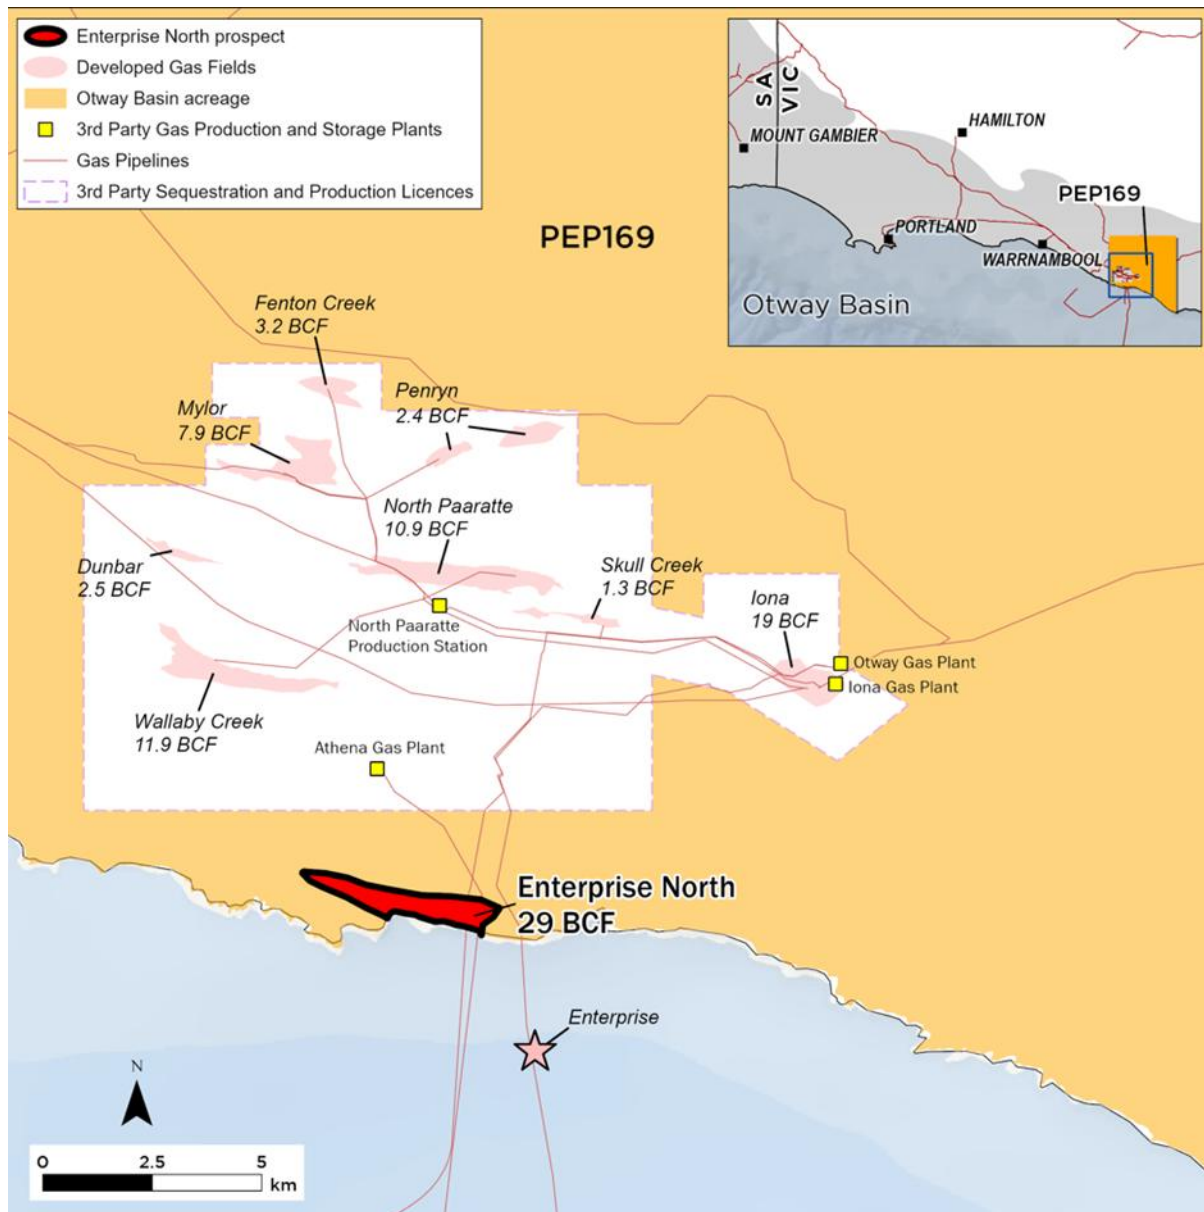 Enterprise North prospect
Developed Gas Fields
Otway Basin acreage
3rd Party Gas Production and Storage Plants
Gas Pipelines
3rd Party Sequestration and Production Licences
SA
VIC
HAMILTON
MOUNT GAMBIER
PEP169
PORTLAND
WARRNAMBOOL
Otway Basin
PEP169
Fenton Creek
3.2 BCF
Penryn
2.4 BCF
Mylor
7.9 BCF
North Paaratte
10.9 BCF
Dunbar
2.5 BCF
Skull Creek
1.3 BCF
Iona
19 BCF
North Paaratte
Production Station
Otway Gas Plant
Iona Gas Plant
Wallaby Creek
11.9 BCF
Athena Gas Plant
Enterprise North
29 BCF
Enterprise
N
0 2.5 5
km